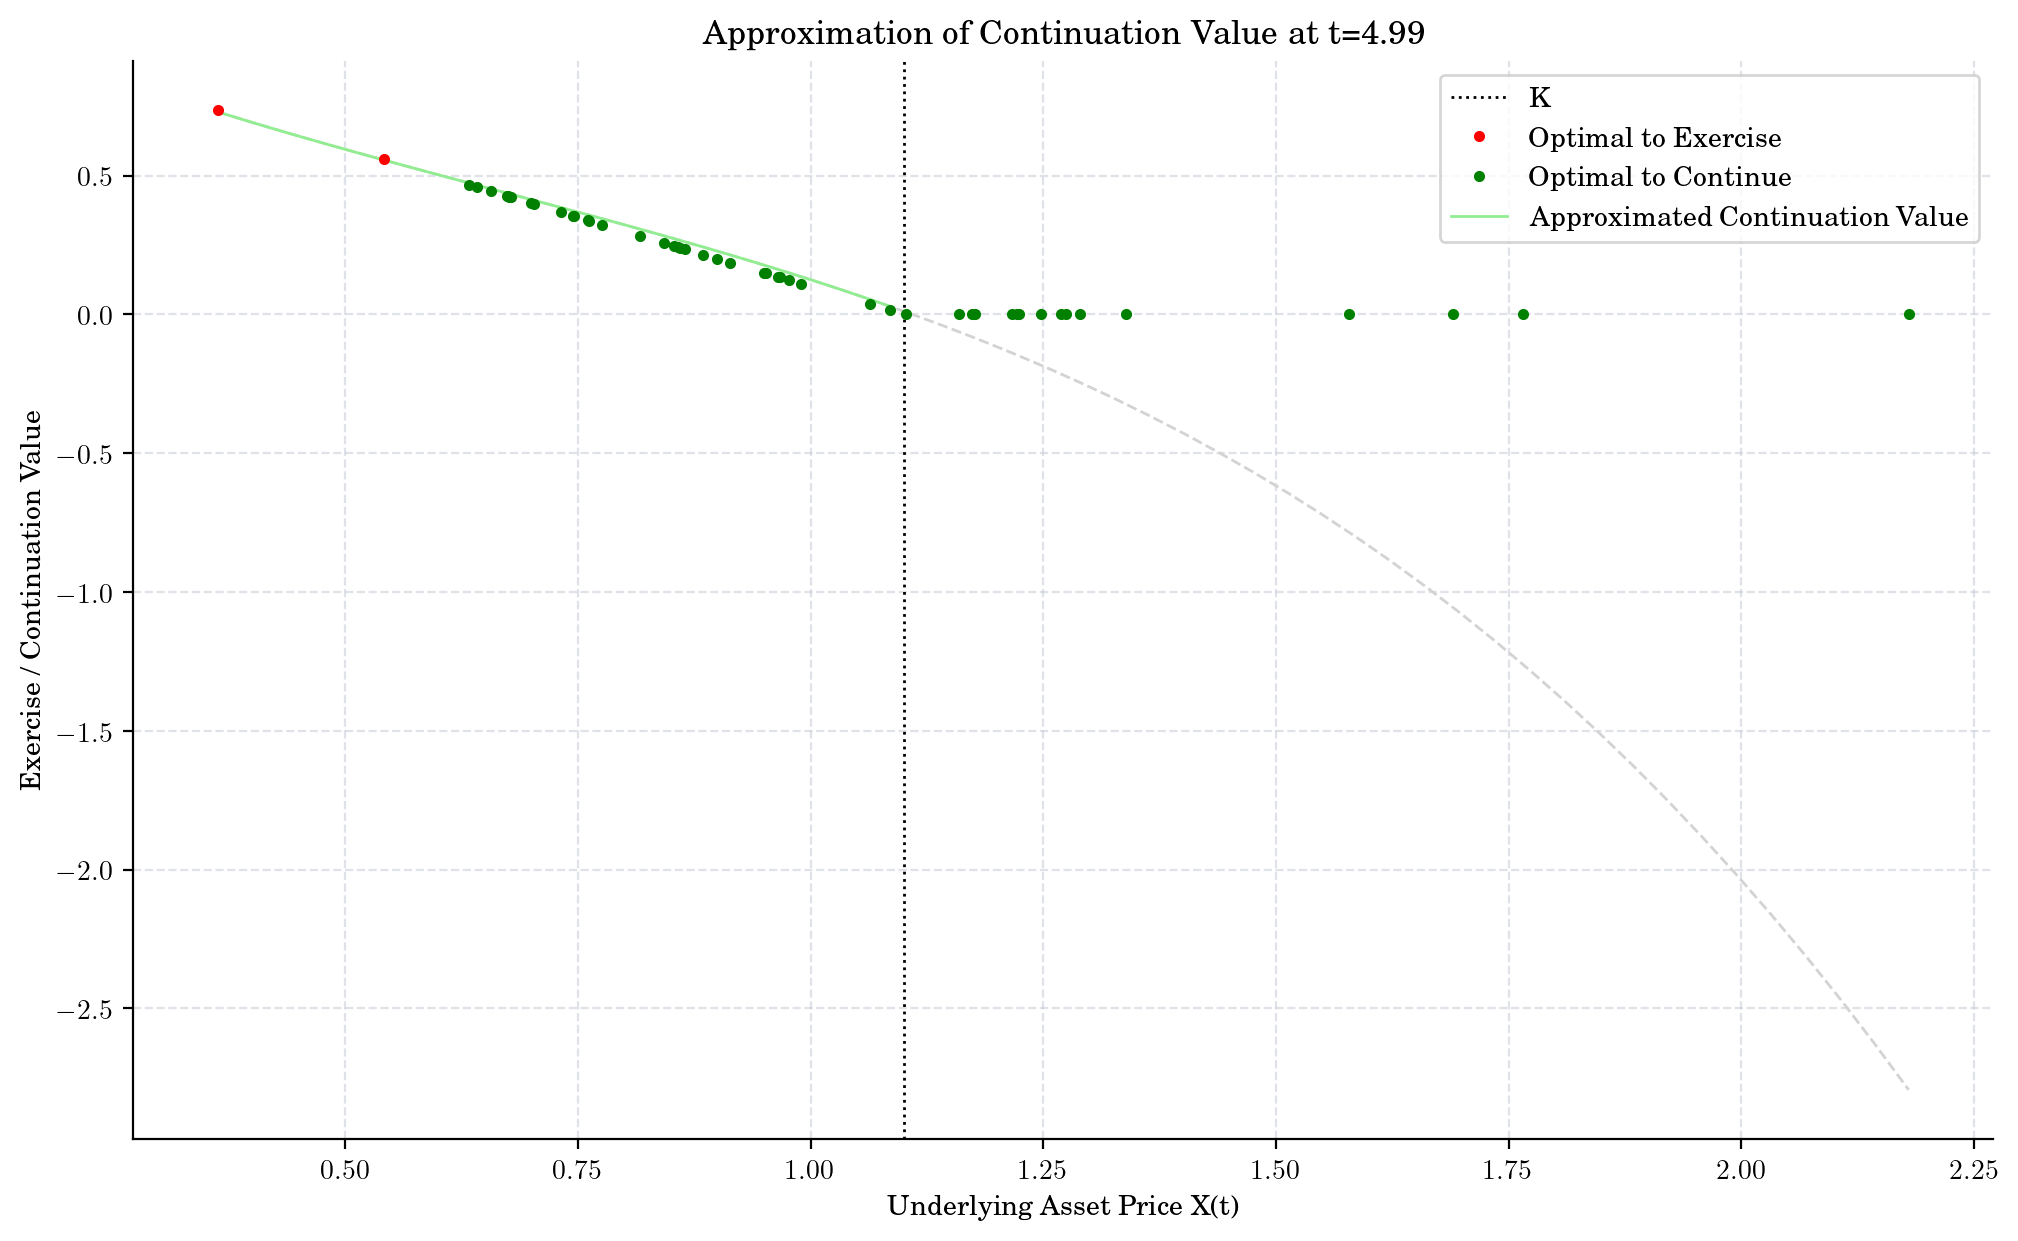 Approximation of Continuation Value at t=4.99
K
Optimal to Exercise
Optimal to Continue
Approximated Continuation Value
Exercise / Continuation Value
0.5
0.0
−0.5
−1.0
−1.5
−2.0
−2.5
0.50
0.75
1.00
1.25
1.50
1.75
2.00
2.25
Underlying Asset Price X(t)